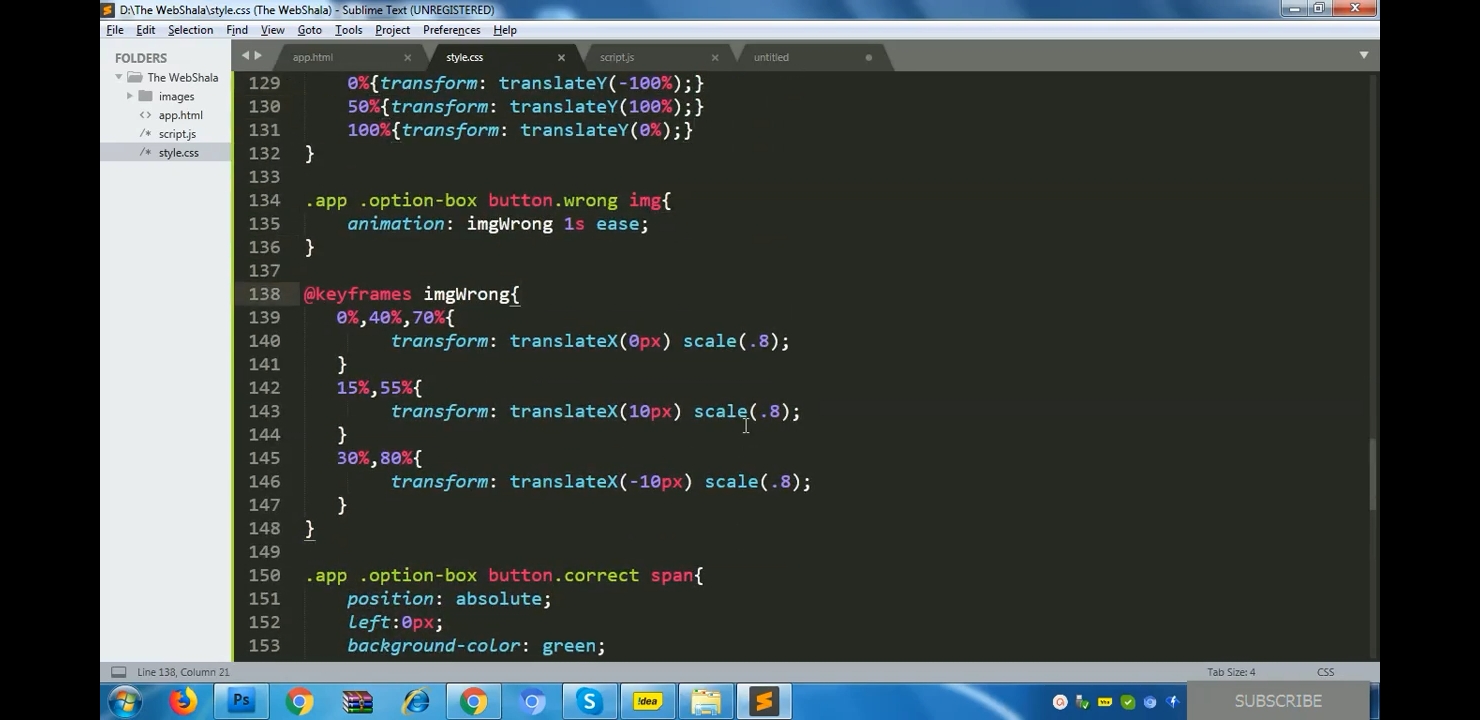 D:\The WebShala\style.css (The WebShala) - Sublime Text (UNREGISTERED)
File Edit Selection Find View Goto Tools Project Preferences Help
FOLDERS
The WebShala
images
app.html
script.js
style.css
app.html style.css script.js untitled
129 0%{transform: translateY(-100%);}
130 50%{transform: translateY(100%);}
131 100%{transform: translateY(0%);}
132 }
133
134 .app .option-box button.wrong img{
135 animation: imgWrong 1s ease;
136 }
137
138 @keyframes imgWrong{
139 0%,40%,70%{
140 transform: translateX(0px) scale(.8);
141 }
142 15%,55%{
143 transform: translateX(10px) scale(.8);
144 }
145 30%,80%{
146 transform: translateX(-10px) scale(.8);
147 }
148 }
149
150 .app .option-box button.correct span{
151 position: absolute;
152 left:0px;
153 background-color: green;
Line 138, Column 21 Tab Size: 4 CSS
Ps !dea SUBSCRIBE